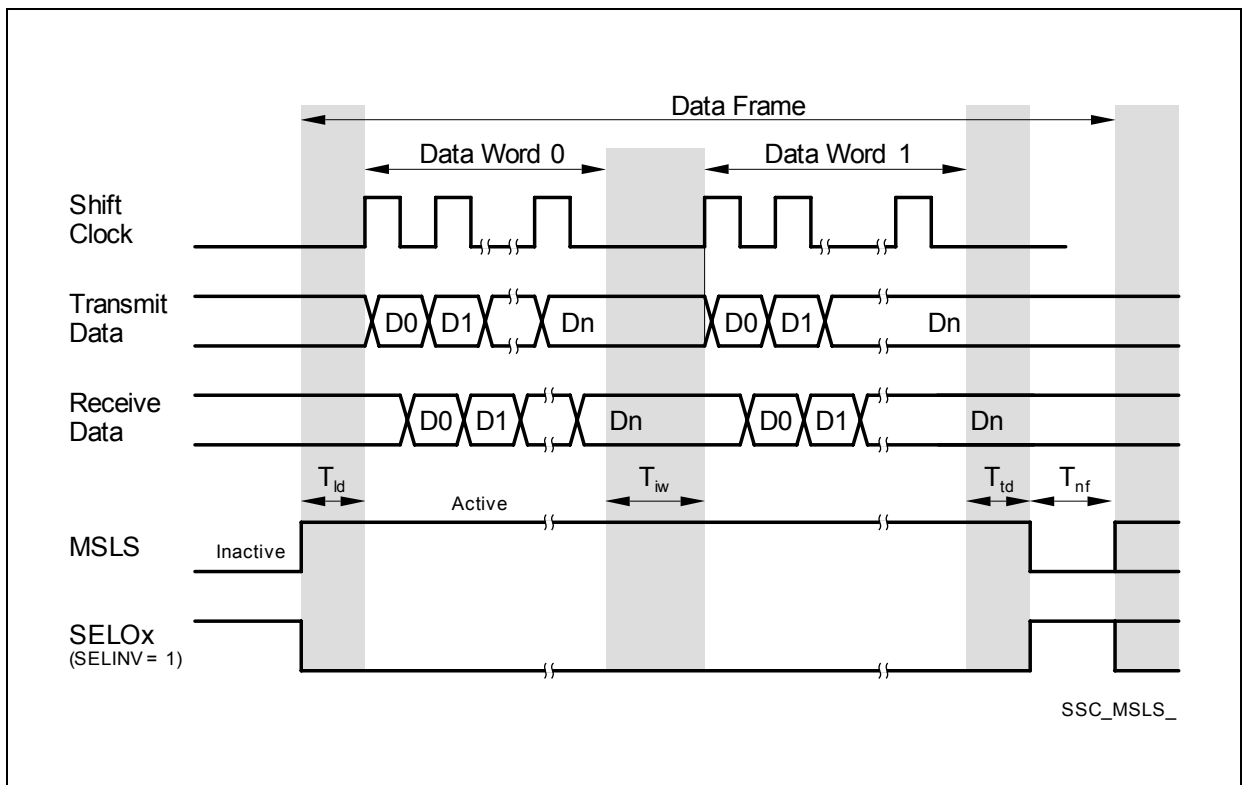 Data Frame
Data Word 0
Data Word 1
Shift
Clock
Transmit
Data
D0
D1
Dn
D0
D1
Dn
Receive
Data
D0
D1
Dn
D0
D1
Dn
Tld
Tiw
Ttd
Tnf
Active
MSLS
Inactive
SELOx
(SELINV = 1)
SSC_MSLS_